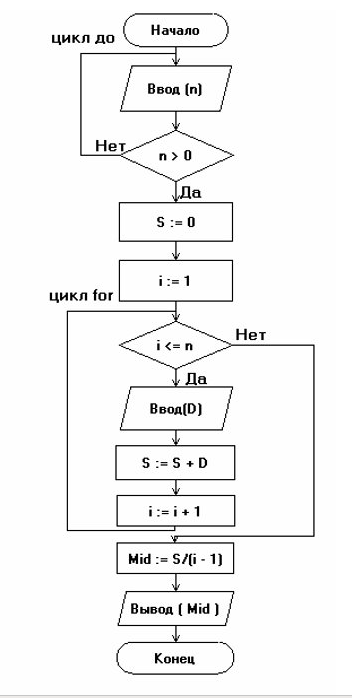 Начало
цикл до
Ввод (n)
Нет
n > 0
Да
S := 0
i := 1
цикл for
Нет
i <= n
Да
Ввод(D)
S := S + D
i := i + 1
Mid := S/(i - 1)
Вывод ( Mid )
Конец